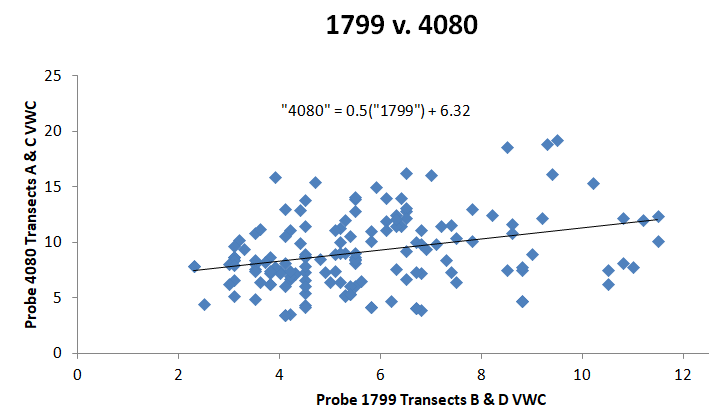 1799 v. 4080
25
20
15
10
5
0
"4080" = 0.5("1799") + 6.32
Probe 4080 Transects A & C VWC
0 2 4 6 8 10 12
Probe 1799 Transects B & D VWC